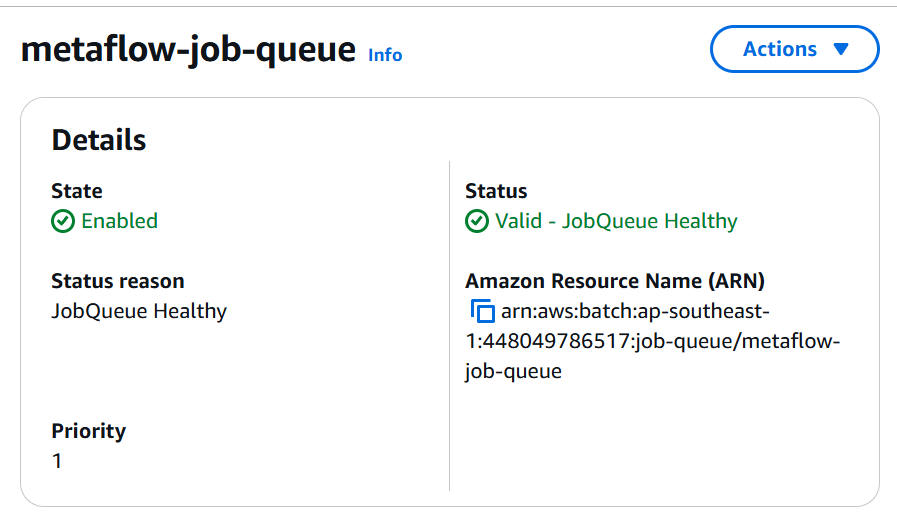 metaflow-job-queue Info
Actions
Details
State
Enabled
Status reason
JobQueue Healthy
Priority
1
Status
Valid - JobQueue Healthy
Amazon Resource Name (ARN)
arn:aws:batch:ap-southeast-
1:448049786517:job-queue/metaflow-
job-queue